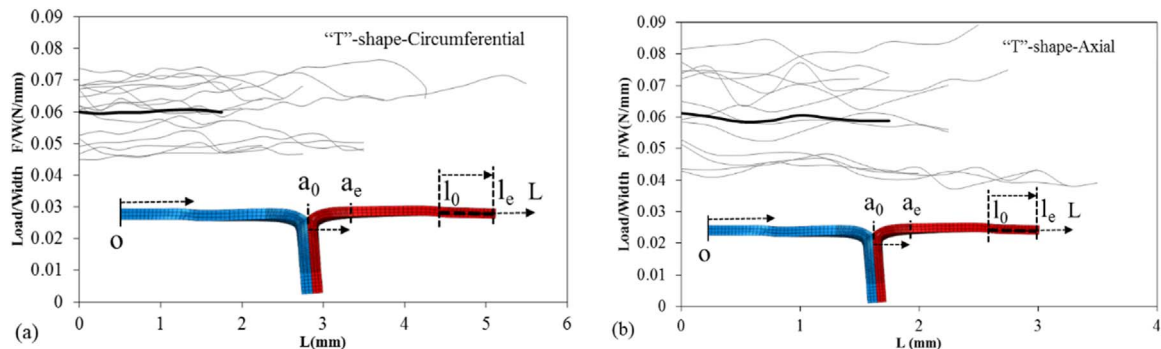 0.09
0.08
0.07
0.06
0.05
0.04
0.03
0.02
0.01
0
Load/Width F/W(N/mm)
"T"-shape-Circumferential
a0 ae l0 le L
o
0 1 2 3 4 5 6
(a) L(mm)
0.09
0.08
0.07
0.06
0.05
0.04
0.03
0.02
0.01
0
Load/Width F/W(N/mm)
"T"-shape-Axial
a0 ae l0 le L
o
0 1 2 3 4
(b) L (mm)